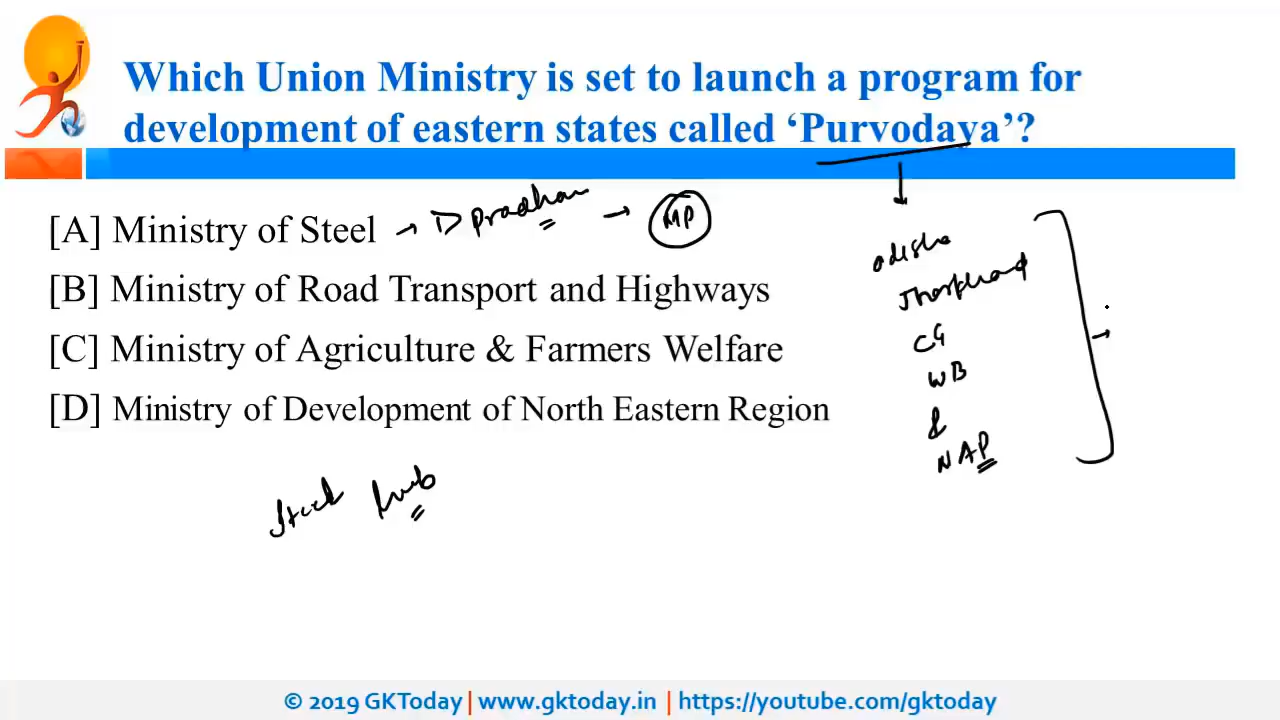 Which Union Ministry is set to launch a program for
development of eastern states called ‘Purvodaya’?
[A] Ministry of Steel → D Pradhan → MP
[B] Ministry of Road Transport and Highways
[C] Ministry of Agriculture & Farmers Welfare
[D] Ministry of Development of North Eastern Region
odisha
Jharkhand
CG
WB
&
NAP
Steel hub
© 2019 GKToday | www.gktoday.in | https://youtube.com/gktoday